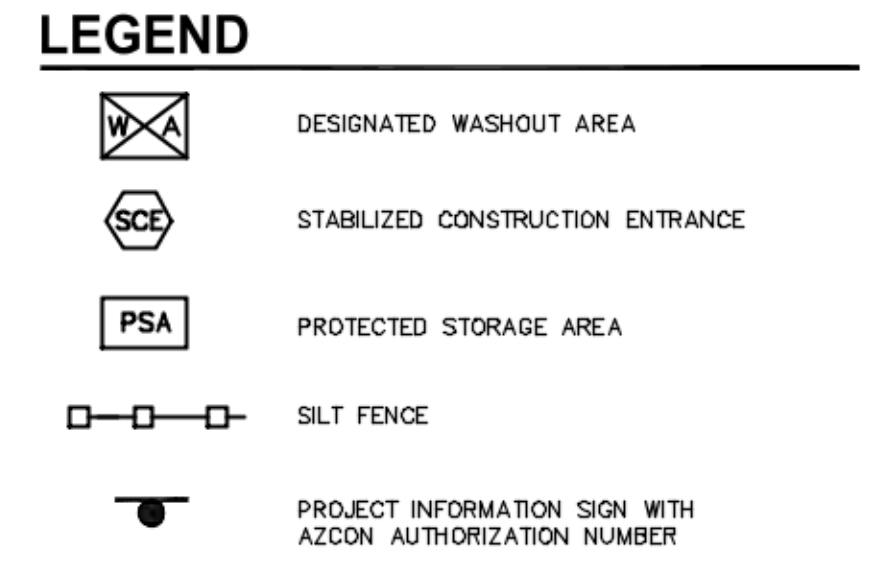 LEGEND
W A DESIGNATED WASHOUT AREA
SCE STABILIZED CONSTRUCTION ENTRANCE
PSA PROTECTED STORAGE AREA
SILT FENCE
PROJECT INFORMATION SIGN WITH
AZCON AUTHORIZATION NUMBER